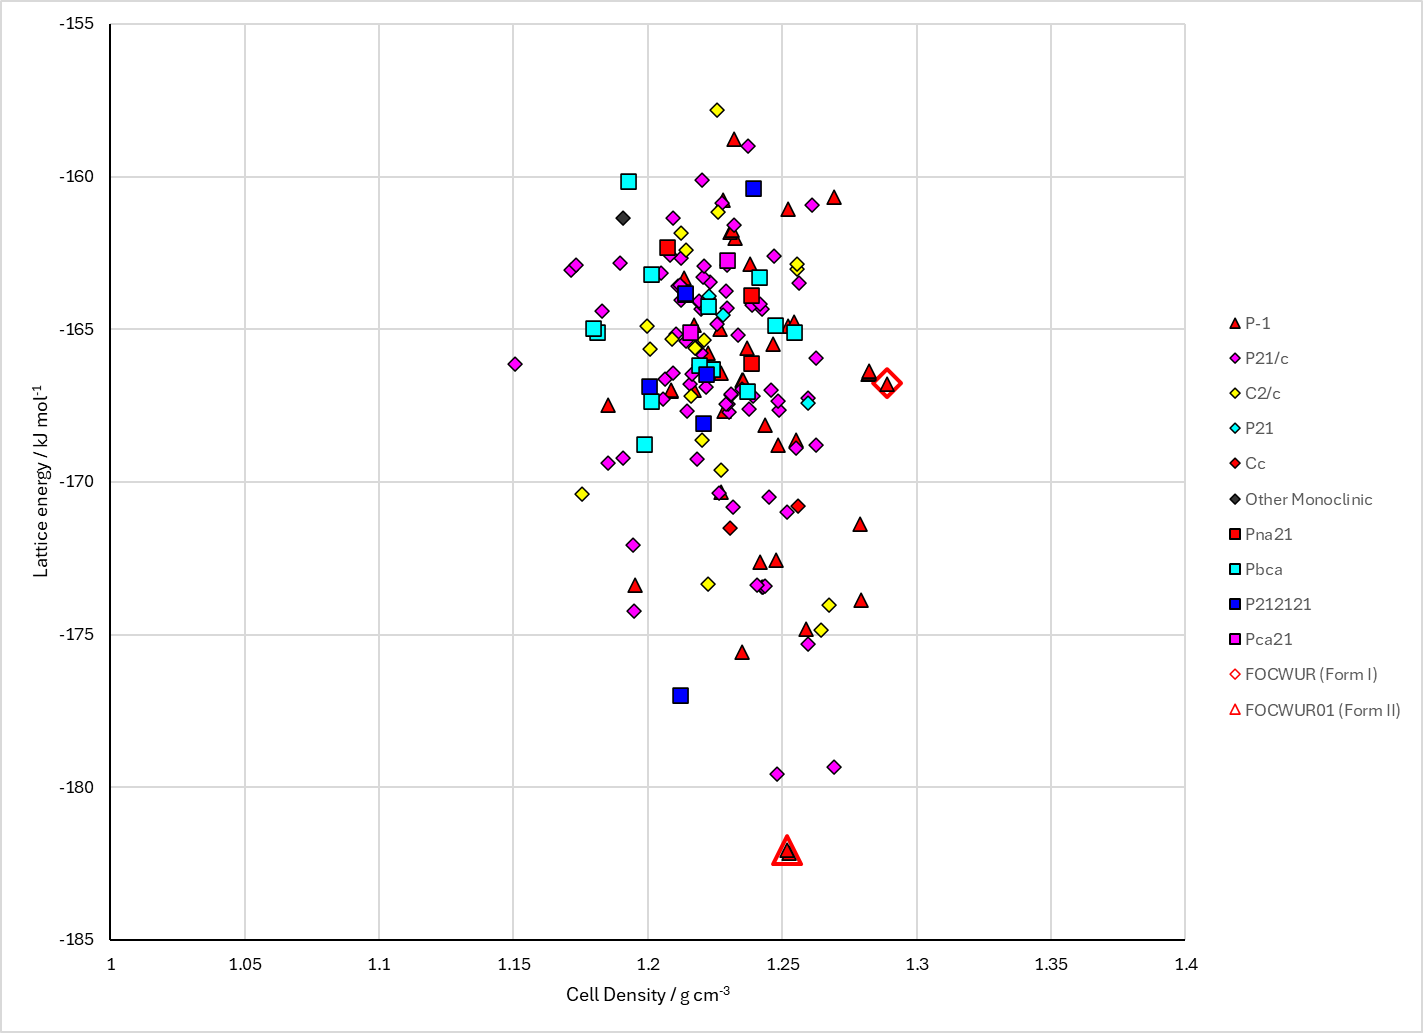 -155
-160
-165
-170
-175
-180
-185
Lattice energy / kJ mol-1
1 1.05 1.1 1.15 1.2 1.25 1.3 1.35 1.4
Cell Density / g cm-3
P-1
P21/c
C2/c
P21
Cc
Other Monoclinic
Pna21
Pbca
P212121
Pca21
FOCWUR (Form I)
FOCWUR01 (Form II)